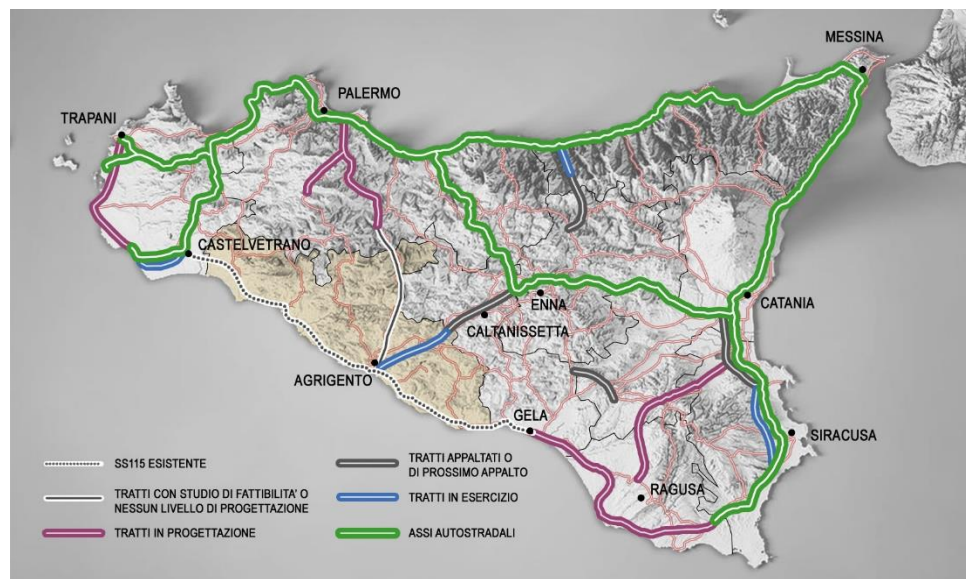 MESSINA
PALERMO
TRAPANI
CASTELVETRANO
CATANIA
ENNA
CALTANISSETTA
AGRIGENTO
GELA
SIRACUSA
RAGUSA
SS115 ESISTENTE
TRATTI CON STUDIO DI FATTIBILITA' O
NESSUN LIVELLO DI PROGETTAZIONE
TRATTI IN PROGETTAZIONE
TRATTI APPALTATI O
DI PROSSIMO APPALTO
TRATTI IN ESERCIZIO
ASSI AUTOSTRADALI